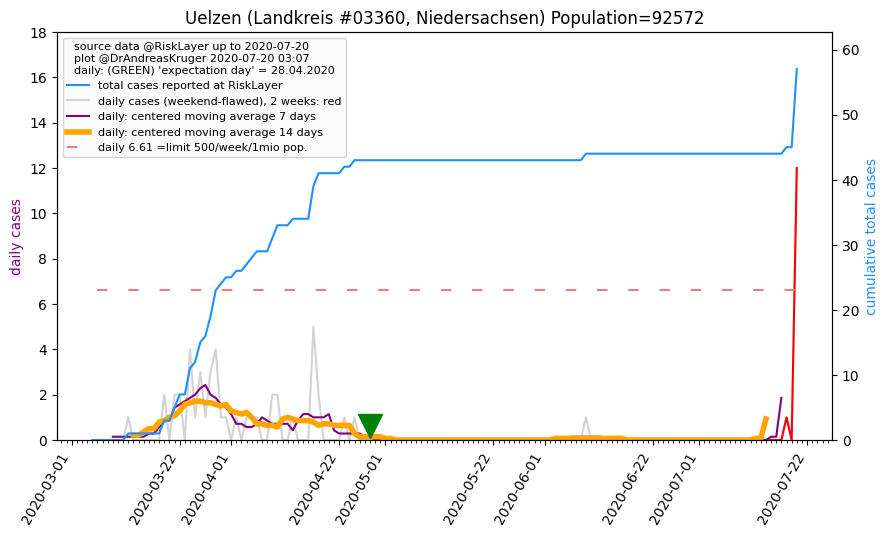 Uelzen (Landkreis #03360, Niedersachsen) Population=92572
source data @RiskLayer up to 2020-07-20
plot @DrAndreasKruger 2020-07-20 03:07
daily: (GREEN) 'expectation day' = 28.04.2020
total cases reported at RiskLayer
daily cases (weekend-flawed), 2 weeks: red
daily: centered moving average 7 days
daily: centered moving average 14 days
daily 6.61 =limit 500/week/1mio pop.
daily cases
18
16
14
12
10
8
6
4
2
0
cumulative total cases
60
50
40
30
20
10
0
2020-03-01
2020-03-22
2020-04-01
2020-04-22
2020-05-01
2020-05-22
2020-06-01
2020-06-22
2020-07-01
2020-07-22